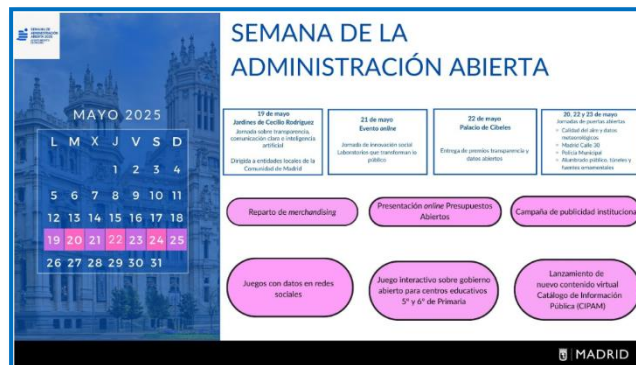 SEMANA DE
ADMINISTRACIÓN
ABIERTA 2025
SEMANA DE LA
ADMINISTRACIÓN ABIERTA
MAYO 2025
L M X J V S D
1 2 3 4
5 6 7 8 9 10 11
12 13 14 15 16 17 18
19 20 21 22 23 24 25
26 27 28 29 30 31
19 de mayo
Jardines de Cecilio Rodríguez
Jornada sobre transparencia,
comunicación clara e inteligencia
artificial
Dirigida a entidades locales de la
Comunidad de Madrid
21 de mayo
Evento online
Jornada de innovación social
Laboratorios que transforman lo
público
22 de mayo
Palacio de Cibeles
Entrega de premios transparencia y
datos abiertos
20, 22 y 23 de mayo
Jornadas de puertas abiertas
Calidad del aire y datos
meteorológicos
Madrid Calle 30
Policía Municipal
Alumbrado público, túneles y
fuentes ornamentales
Reparto de merchandising
Presentación online Presupuestos
Abiertos
Campaña de publicidad instituciona
Juegos con datos en redes
sociales
Juego interactivo sobre gobierno
abierto para centros educativos
5º y 6º de Primaria
Lanzamiento de
nuevo contenido virtual
Catálogo de Información
Pública (CIPAM)
MADRID